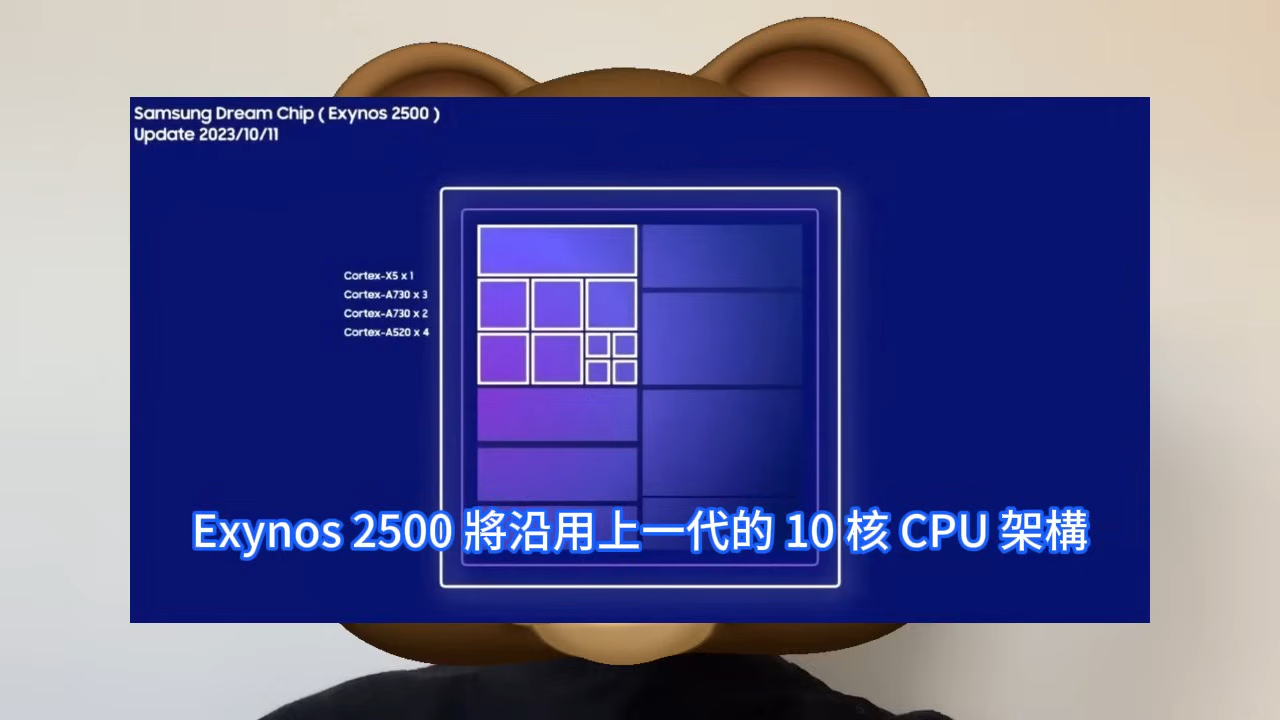 Samsung Dream Chip ( Exynos 2500 )
Update 2023/10/11
Cortex-X5 x 1
Cortex-A730 x 3
Cortex-A730 x 2
Cortex-A520 x 4
Exynos 2500 將沿用上一代的 10 核 CPU 架構